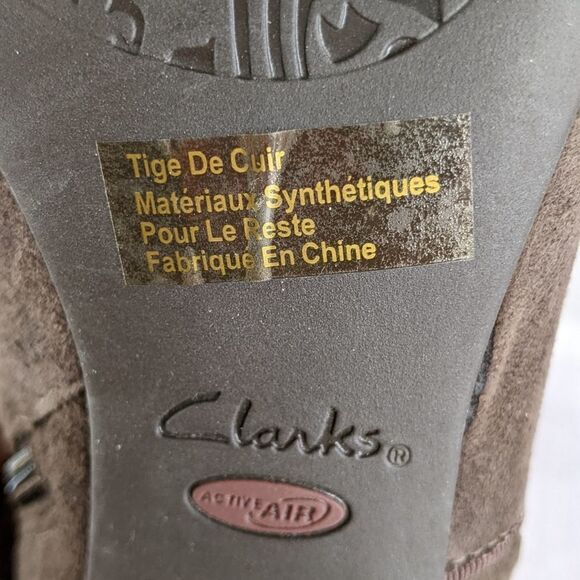 Tige De Cuir
Matériaux Synthétiques
Pour Le Reste
Fabriqué En Chine
Clarks®
ACTIVE AIR